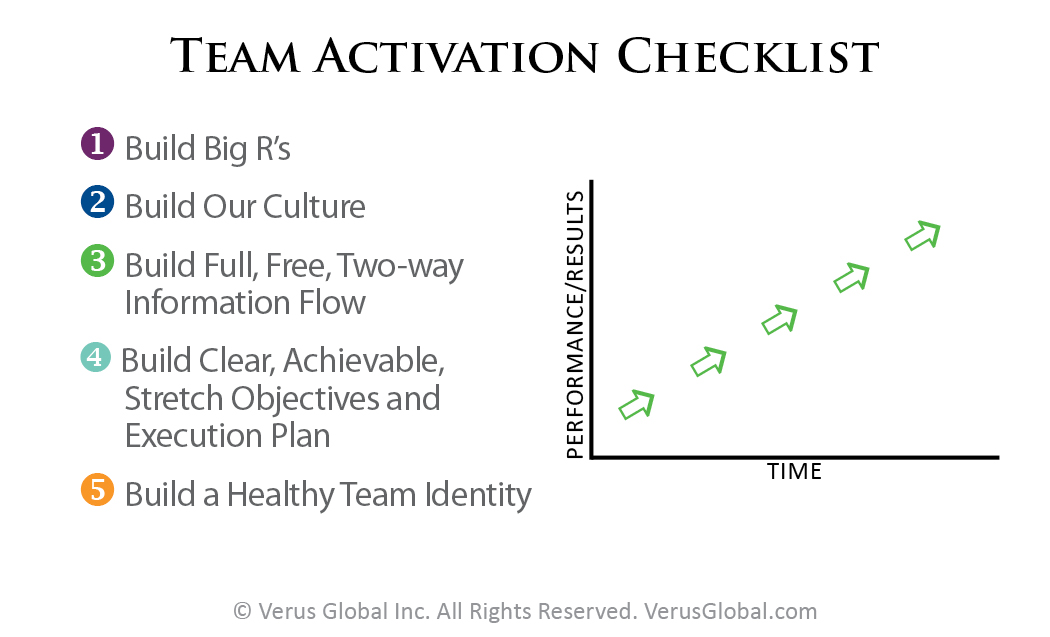 TEAM ACTIVATION CHECKLIST
1 Build Big R’s
2 Build Our Culture
3 Build Full, Free, Two-way
Information Flow
4 Build Clear, Achievable,
Stretch Objectives and
Execution Plan
5 Build a Healthy Team Identity
PERFORMANCE/RESULTS
TIME
© Verus Global Inc. All Rights Reserved. VerusGlobal.com